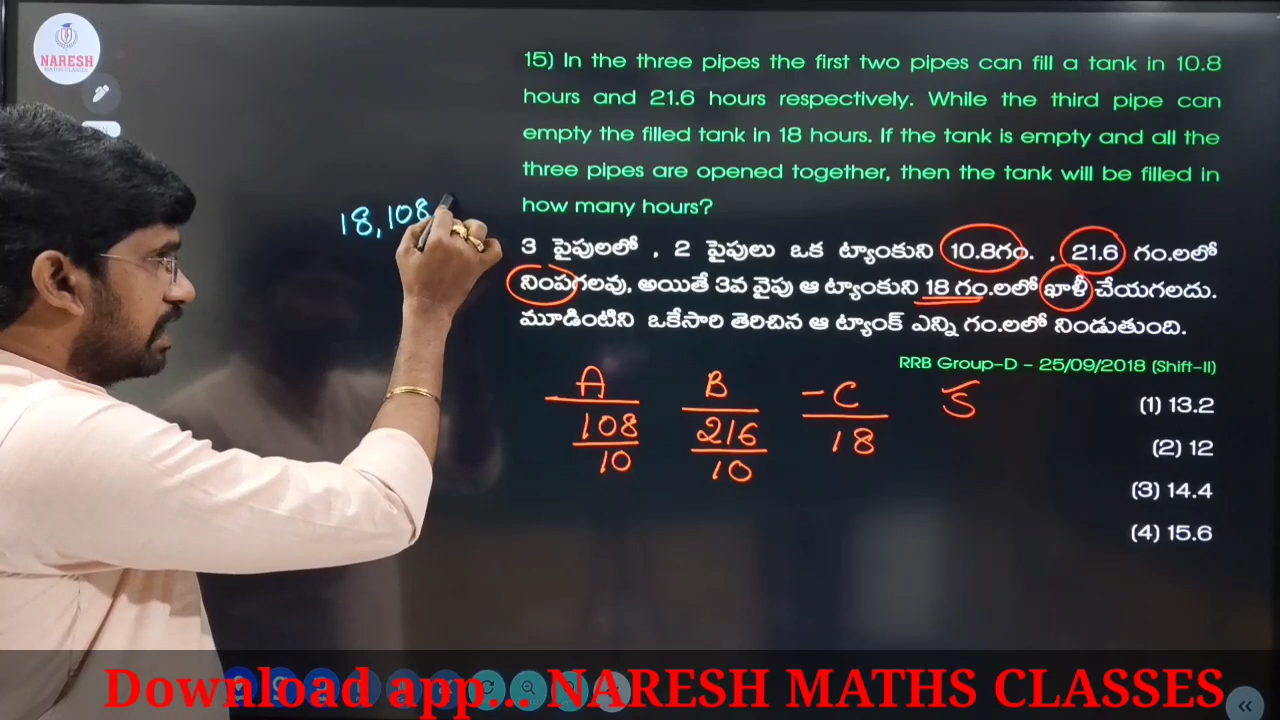 NARESH
MATHS CLASSES
15) In the three pipes the first two pipes can fill a tank in 10.8
hours and 21.6 hours respectively. While the third pipe can
empty the filled tank in 18 hours. If the tank is empty and all the
three pipes are opened together, then the tank will be filled in
how many hours?
18,108
3 పైపులలో , 2 పైపులు ఒక ట్యాంకుని 10.8గం. , 21.6 గం.లలో
నింపగలవు, అయితే 3వ వైపు ఆ ట్యాంకుని 18 గం.లలో ఖాళీ చేయగలదు.
మూడింటిని ఒకేసారి తెరిచిన ఆ ట్యాంక్ ఎన్ని గం.లలో నిండుతుంది.
RRB Group-D - 25/09/2018 (Shift-II)
A B -C
108 216 18
10 10
(1) 13.2
(2) 12
(3) 14.4
(4) 15.6
Download app... NARESH MATHS CLASSES